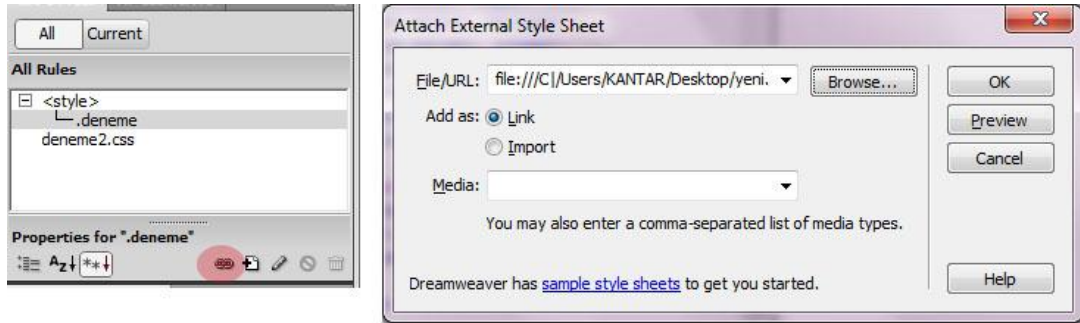 All Current
All Rules
<style>
.deneme
deneme2.css
Properties for ".deneme"
Attach External Style Sheet
File/URL: file:///C|/Users/KANTAR/Desktop/yeni. Browse... OK
Add as: Link Preview
Import Cancel
Media:
You may also enter a comma-separated list of media types.
Dreamweaver has sample style sheets to get you started. Help